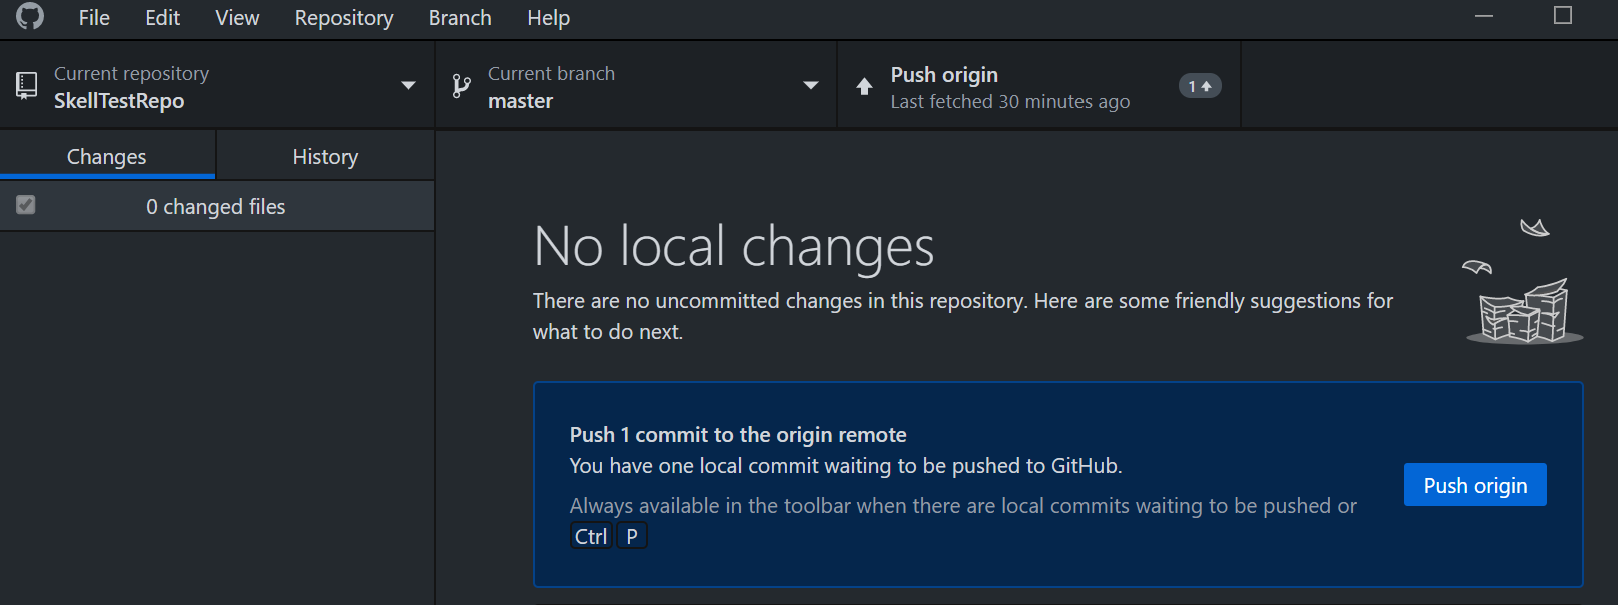 File Edit View Repository Branch Help
Current repository
SkellTestRepo
Current branch
master
Push origin
Last fetched 30 minutes ago
1
Changes
History
0 changed files
No local changes
There are no uncommitted changes in this repository. Here are some friendly suggestions for
what to do next.
Push 1 commit to the origin remote
You have one local commit waiting to be pushed to GitHub.
Always available in the toolbar when there are local commits waiting to be pushed or
Ctrl P
Push origin